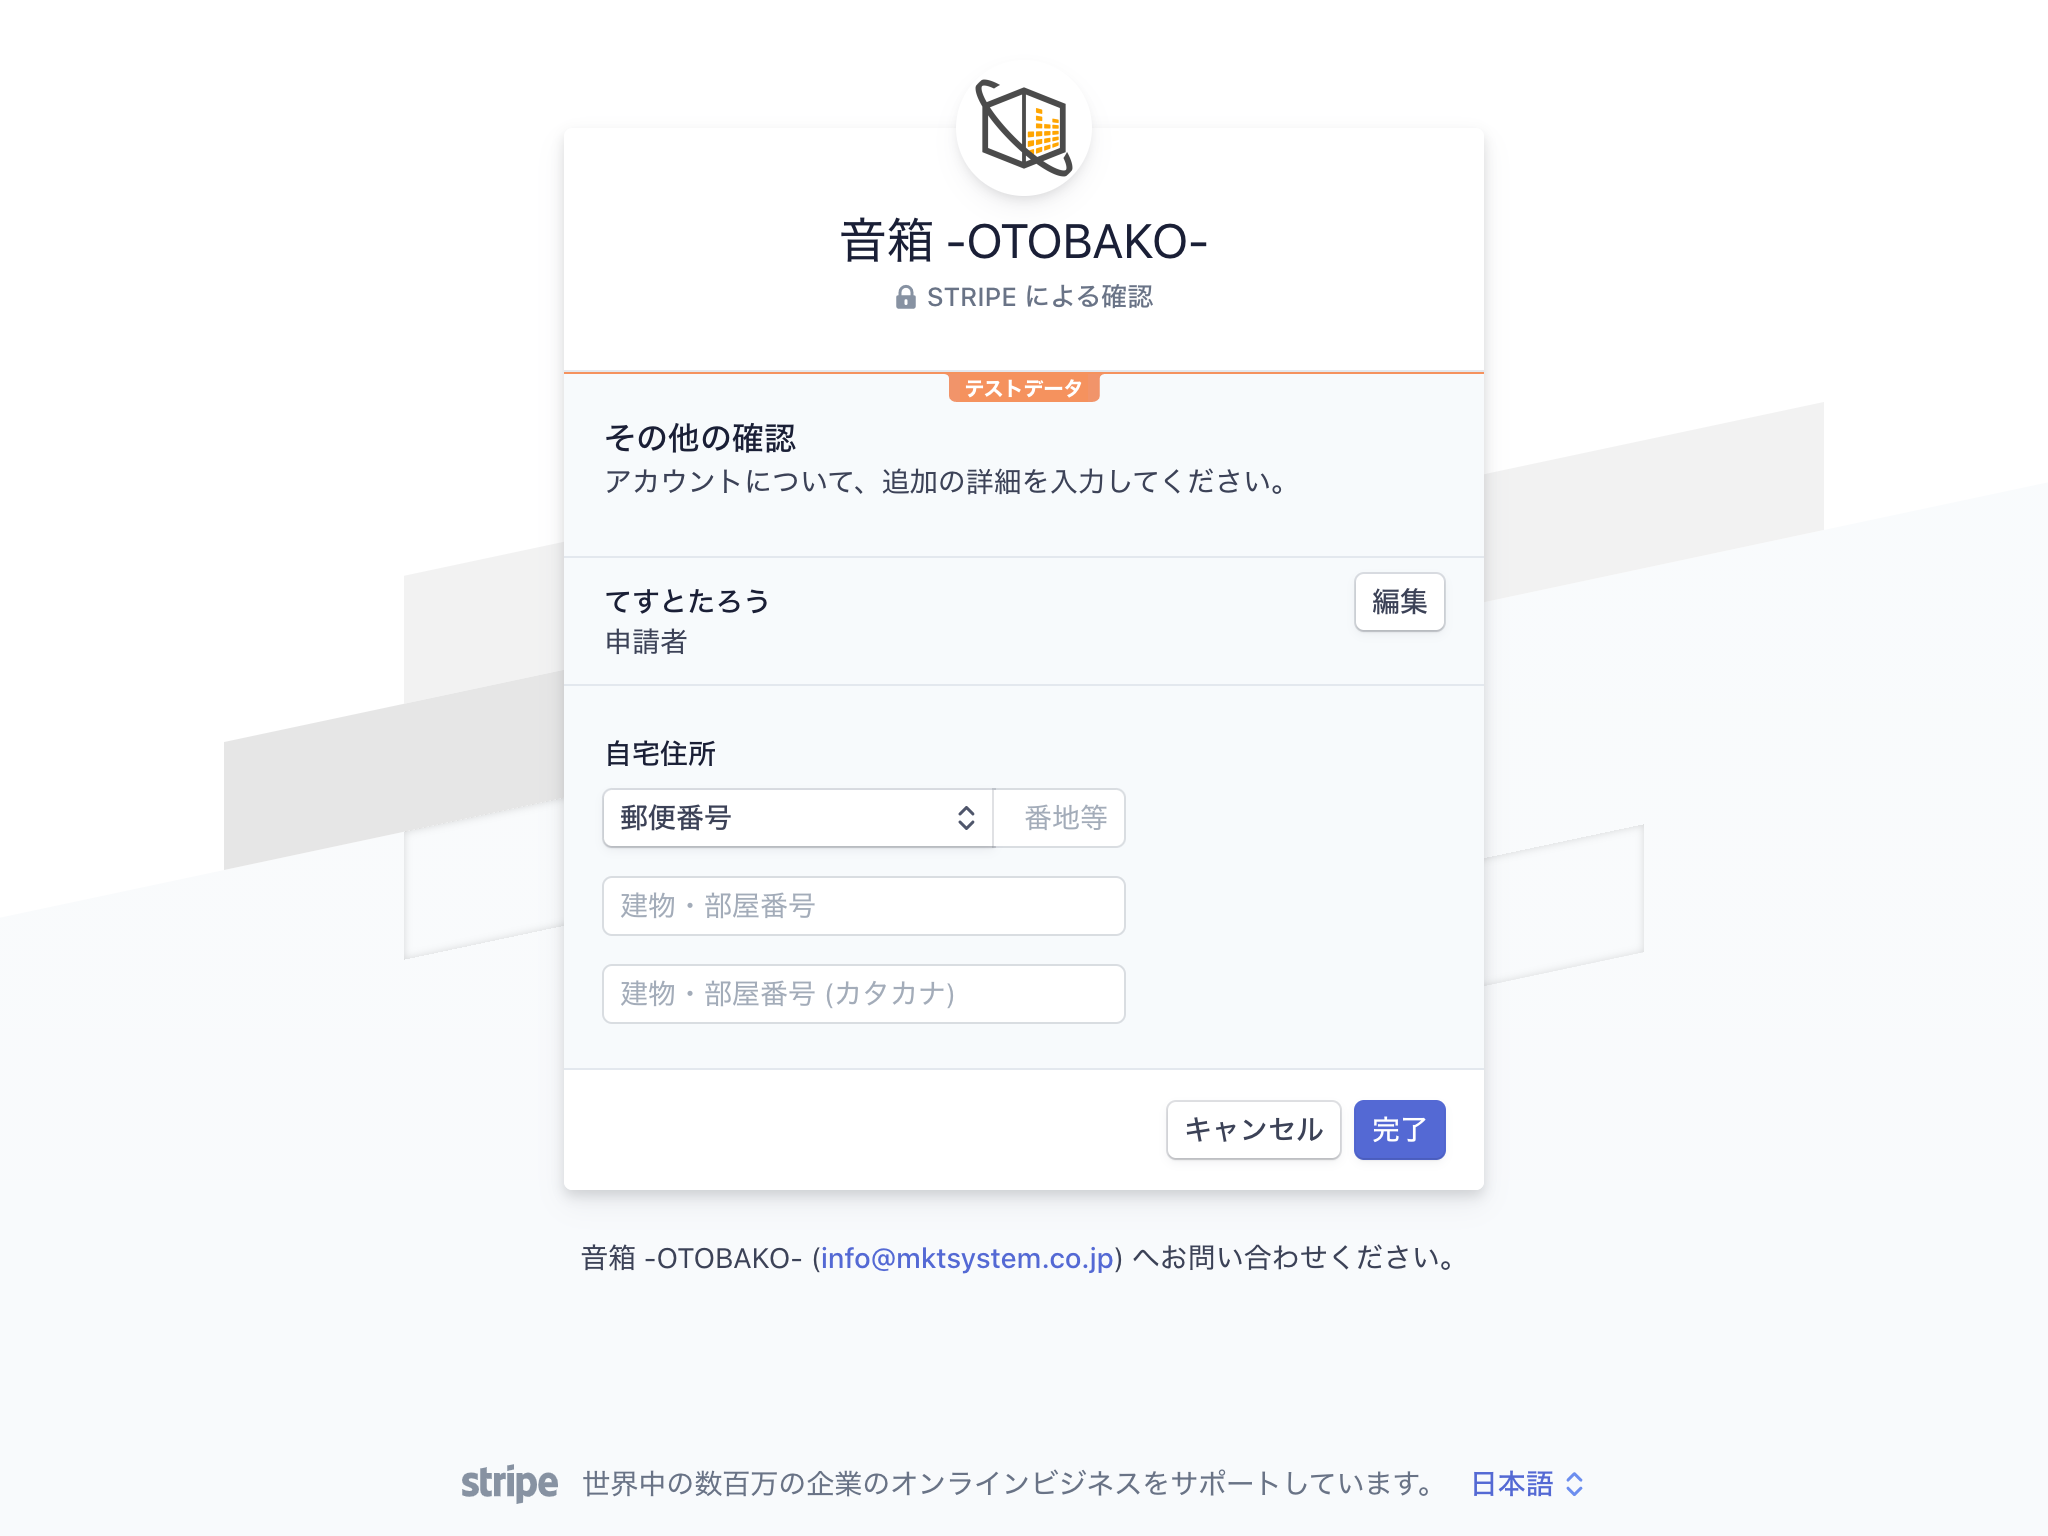 音箱 -OTOBAKO-
STRIPE による確認
テストデータ
その他の確認
アカウントについて、追加の詳細を入力してください。
てすとたろう
編集
申請者
自宅住所
郵便番号
番地等
建物・部屋番号
建物・部屋番号 (カタカナ)
キャンセル
完了
音箱 -OTOBAKO- (info@mktsystem.co.jp) へお問い合わせください。
stripe 世界中の数百万の企業のオンラインビジネスをサポートしています。 日本語